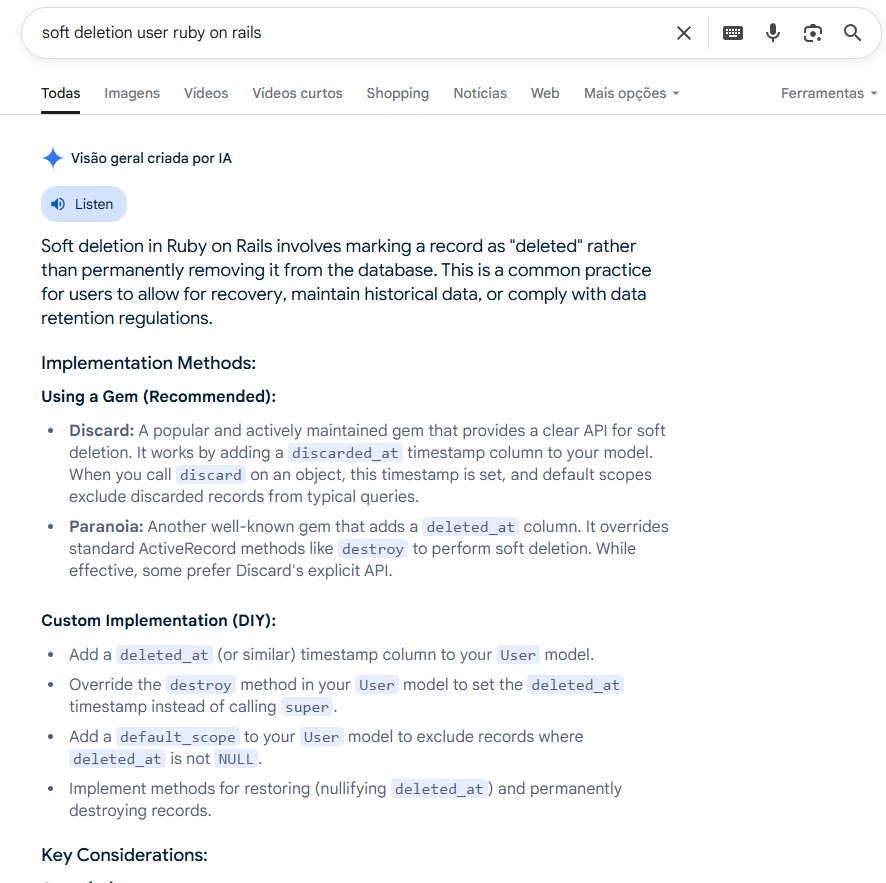 soft deletion user ruby on rails
Todas Imagens Vídeos Vídeos curtos Shopping Notícias Web Mais opções Ferramentas
Visão geral criada por IA
Listen
Soft deletion in Ruby on Rails involves marking a record as "deleted" rather
than permanently removing it from the database. This is a common practice
for users to allow for recovery, maintain historical data, or comply with data
retention regulations.
Implementation Methods:
Using a Gem (Recommended):
• Discard: A popular and actively maintained gem that provides a clear API for soft
deletion. It works by adding a discarded_at timestamp column to your model.
When you call discard on an object, this timestamp is set, and default scopes
exclude discarded records from typical queries.
• Paranoia: Another well-known gem that adds a deleted_at column. It overrides
standard ActiveRecord methods like destroy to perform soft deletion. While
effective, some prefer Discard's explicit API.
Custom Implementation (DIY):
• Add a deleted_at (or similar) timestamp column to your User model.
• Override the destroy method in your User model to set the deleted_at
timestamp instead of calling super.
• Add a default_scope to your User model to exclude records where
deleted_at is not NULL.
• Implement methods for restoring (nullifying deleted_at) and permanently
destroying records.
Key Considerations: